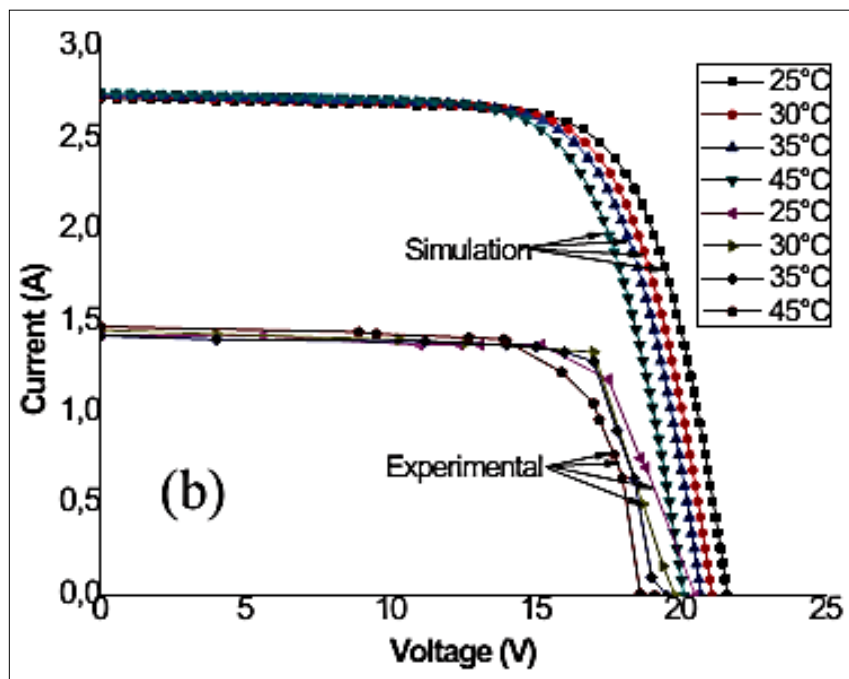 3,0
2,5
2,0
1,5
1,0
0,5
0,0
Current (A)
25°C
30°C
35°C
45°C
25°C
30°C
35°C
45°C
Simulation
Experimental
(b)
0
5
10
15
20
25
Voltage (V)